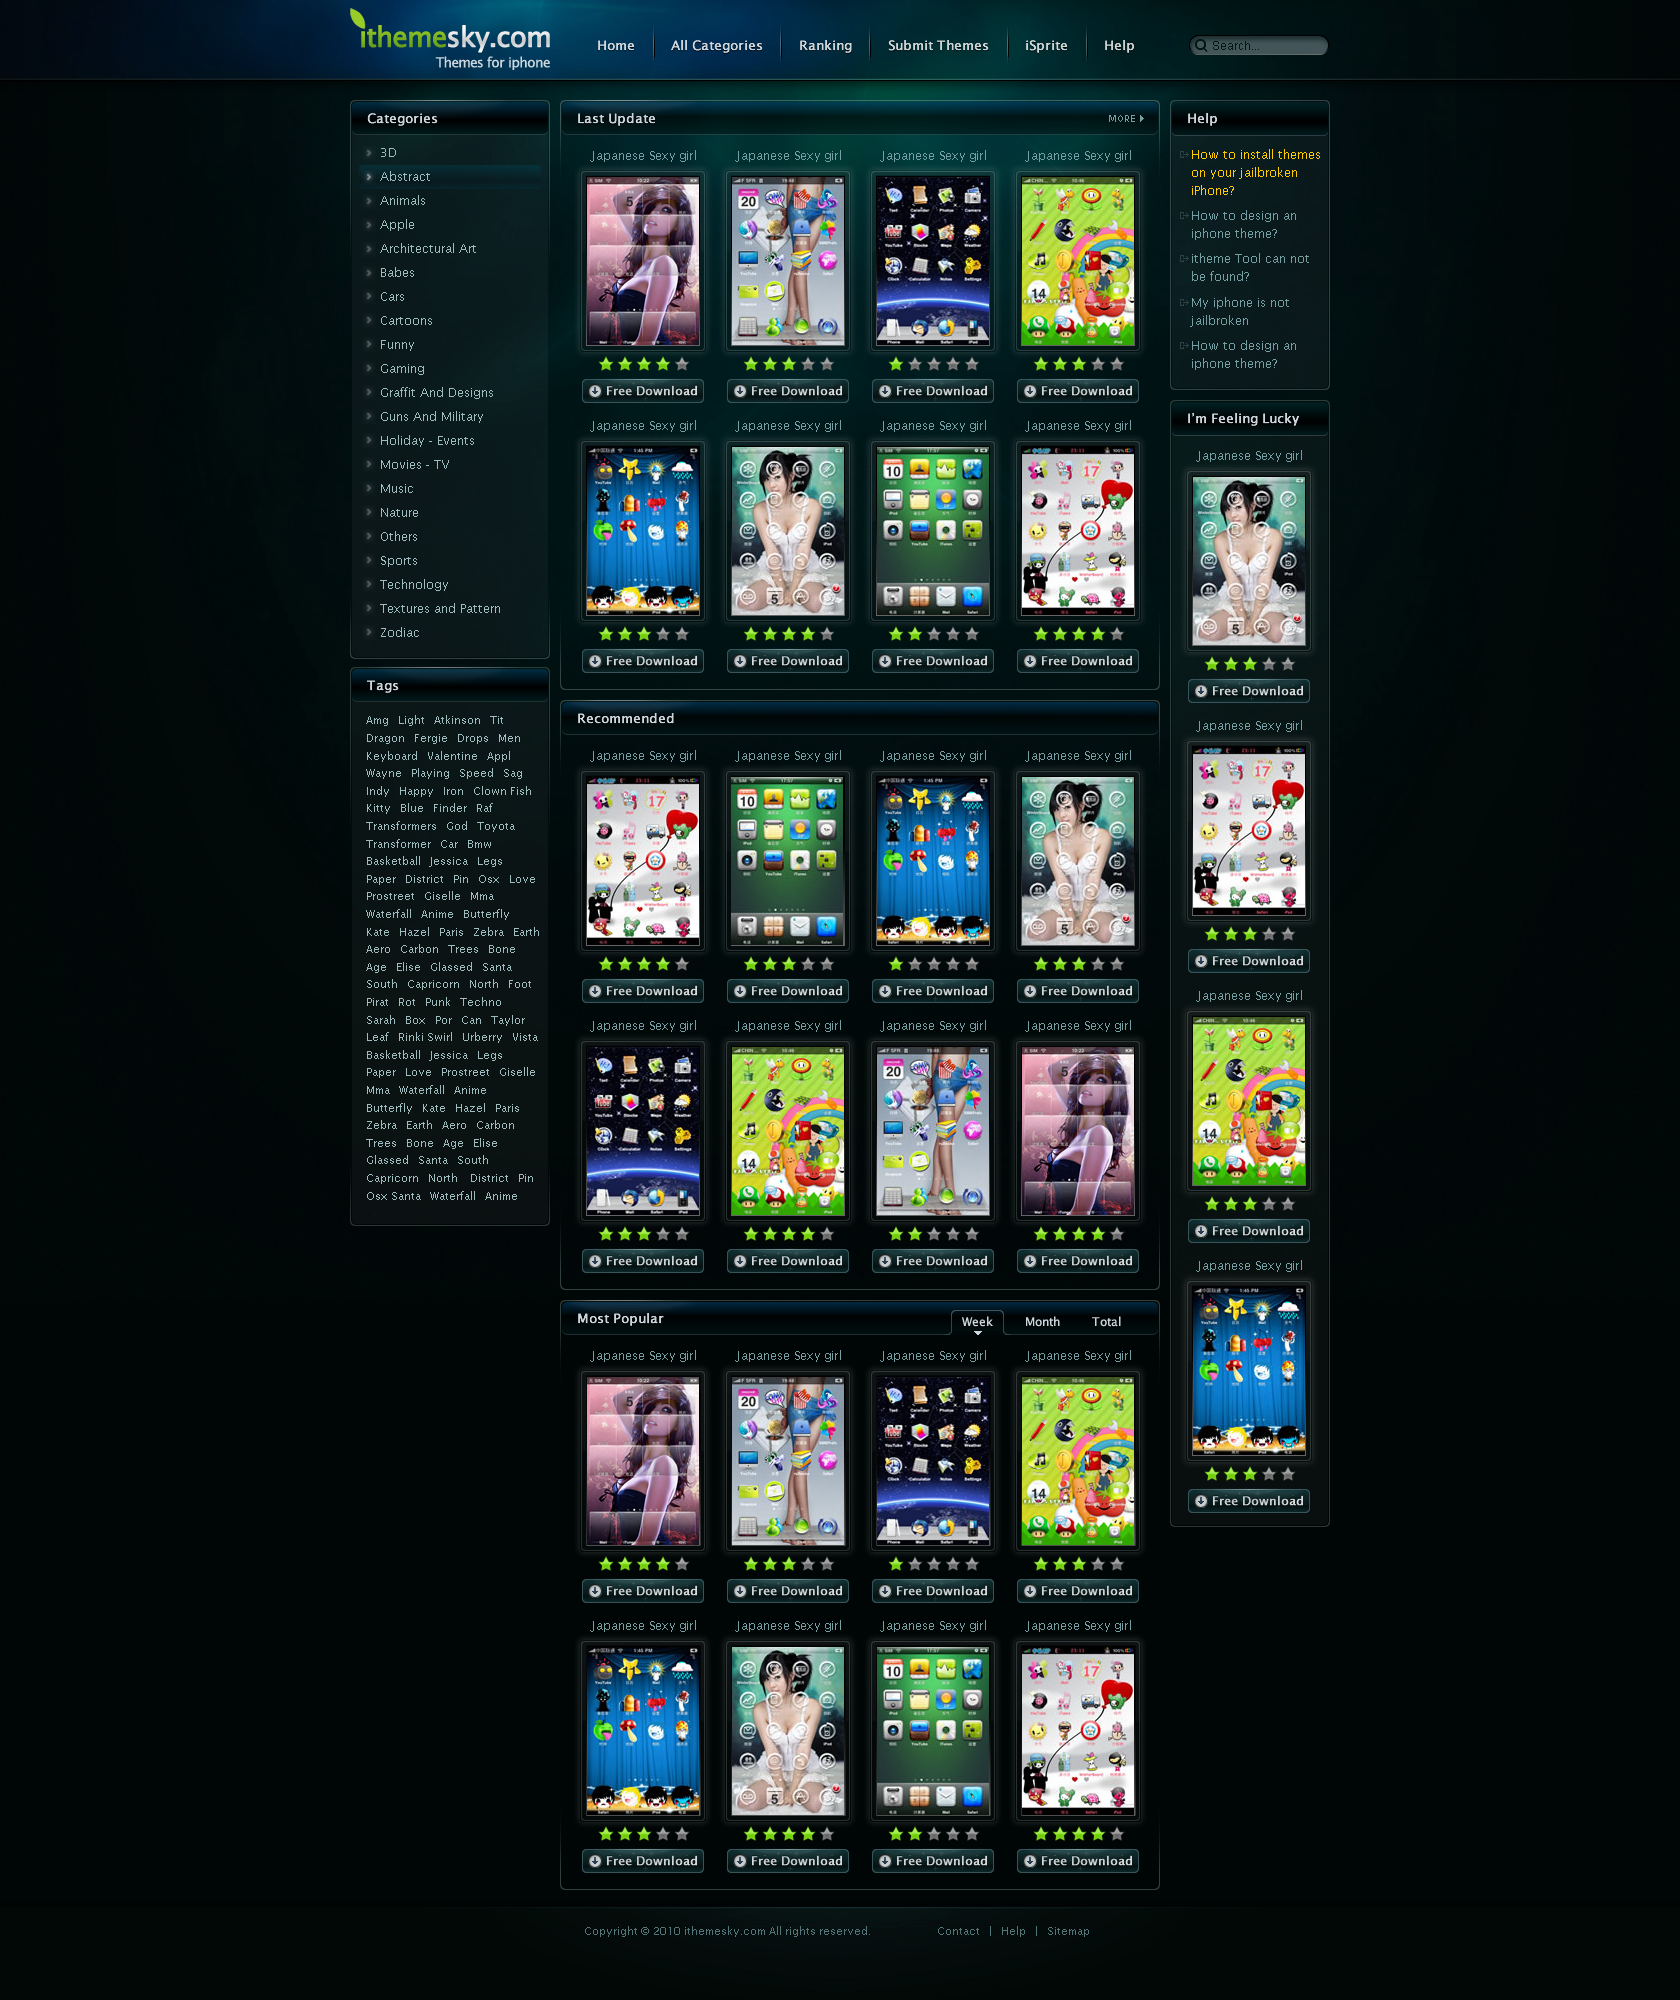 ithemesky.com
Themes for iphone
Home
All Categories
Ranking
Submit Themes
iSprite
Help
Search...
Categories
3D
Abstract
Animals
Apple
Architectural Art
Babes
Cars
Cartoons
Funny
Gaming
Graffit And Designs
Guns And Military
Holiday - Events
Movies - TV
Music
Nature
Others
Sports
Technology
Textures and Pattern
Zodiac
Tags
Amg Light Atkinson Tit
Dragon Fergie Drops Men
Keyboard Valentine Appl
Wayne Playing Speed Sag
Indy Happy Iron Clown Fish
Kitty Blue Finder Raf
Transformers God Toyota
Transformer Car Bmw
Basketball Jessica Legs
Paper District Pin Osx Love
Prostreet Giselle Mma
Waterfall Anime Butterfly
Kate Hazel Paris Zebra Earth
Aero Carbon Trees Bone
Age Elise Glassed Santa
South Capricorn North Foot
Pirat Rot Punk Techno
Sarah Box Por Can Taylor
Leaf Rinki Swirl Urberry Vista
Basketball Jessica Legs
Paper Love Prostreet Giselle
Mma Waterfall Anime
Butterfly Kate Hazel Paris
Zebra Earth Aero Carbon
Trees Bone Age Elise
Glassed Santa South
Capricorn North District Pin
Osx Santa Waterfall Anime
Last Update
MORE
Japanese Sexy girl Japanese Sexy girl Japanese Sexy girl Japanese Sexy girl
Free Download Free Download Free Download Free Download
Japanese Sexy girl Japanese Sexy girl Japanese Sexy girl Japanese Sexy girl
Free Download Free Download Free Download Free Download
Recommended
Japanese Sexy girl Japanese Sexy girl Japanese Sexy girl Japanese Sexy girl
Free Download Free Download Free Download Free Download
Japanese Sexy girl Japanese Sexy girl Japanese Sexy girl Japanese Sexy girl
Free Download Free Download Free Download Free Download
Most Popular
Week
Month
Total
Japanese Sexy girl Japanese Sexy girl Japanese Sexy girl Japanese Sexy girl
Free Download Free Download Free Download Free Download
Japanese Sexy girl Japanese Sexy girl Japanese Sexy girl Japanese Sexy girl
Free Download Free Download Free Download Free Download
Help
How to install themes
on your jailbroken
iPhone?
How to design an
iphone theme?
itheme Tool can not
be found?
My iphone is not
jailbroken
How to design an
iphone theme?
I'm Feeling Lucky
Japanese Sexy girl
Free Download
Japanese Sexy girl
Free Download
Japanese Sexy girl
Free Download
Japanese Sexy girl
Free Download
Copyright © 2010 ithemesky.com All rights reserved.
Contact | Help | Sitemap